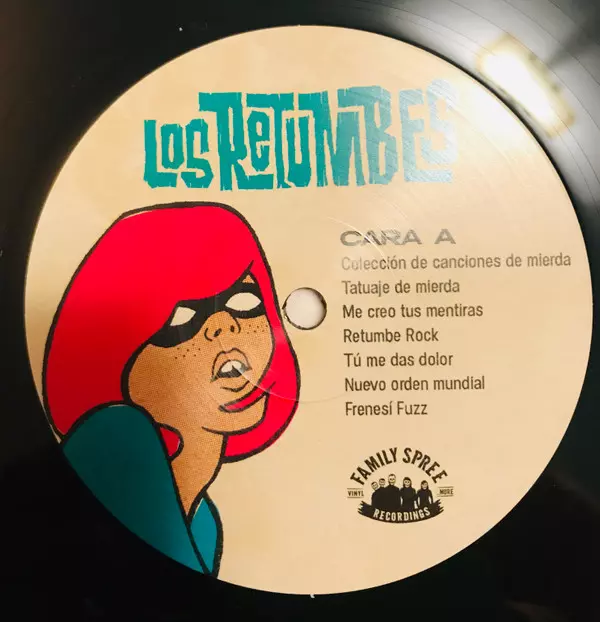 LOS RETUMBES
CARA A
Colección de canciones de mierda
Tatuaje de mierda
Me creo tus mentiras
Retumbe Rock
Tú me das dolor
Nuevo orden mundial
Frenesí Fuzz
FAMILY SPREE
VINYL MORE
RECORDINGS